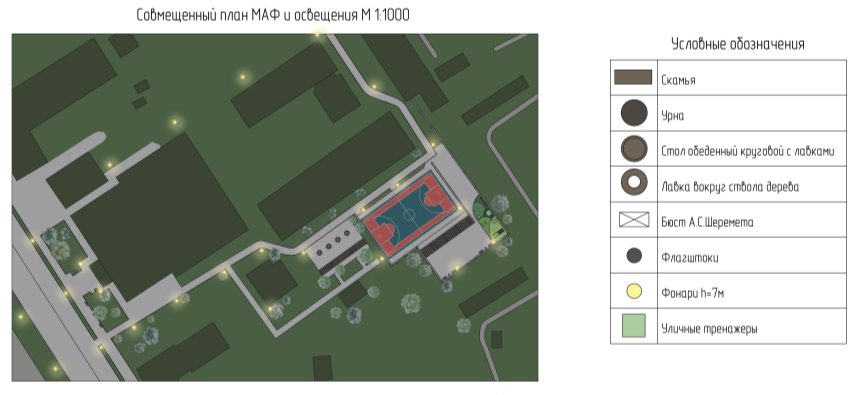 Совмещенный план МАФ и освещения М 1:1000
Условные обозначения
Скамья
Урна
Стол обеденный круговой с лавками
Лавка вокруг ствола дерева
Бюст А.С.Шеремета
Флагштоки
Фонари h=7м
Уличные тренажеры